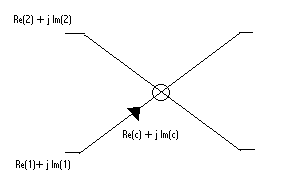 Re(2) + j Im(2)
Re(c) + j Im(c)
Re(1)+ j Im(1)